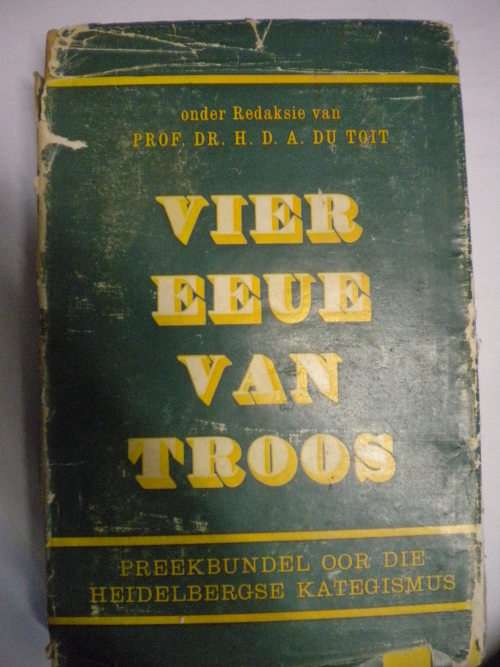 onder Redaksie van
PROF. DR. H. D. A. DU TOIT
VIER
EEUE
VAN
TROOS
PREEKBUNDEL OOR DIE
HEIDELBERGSE KATEGISMUS